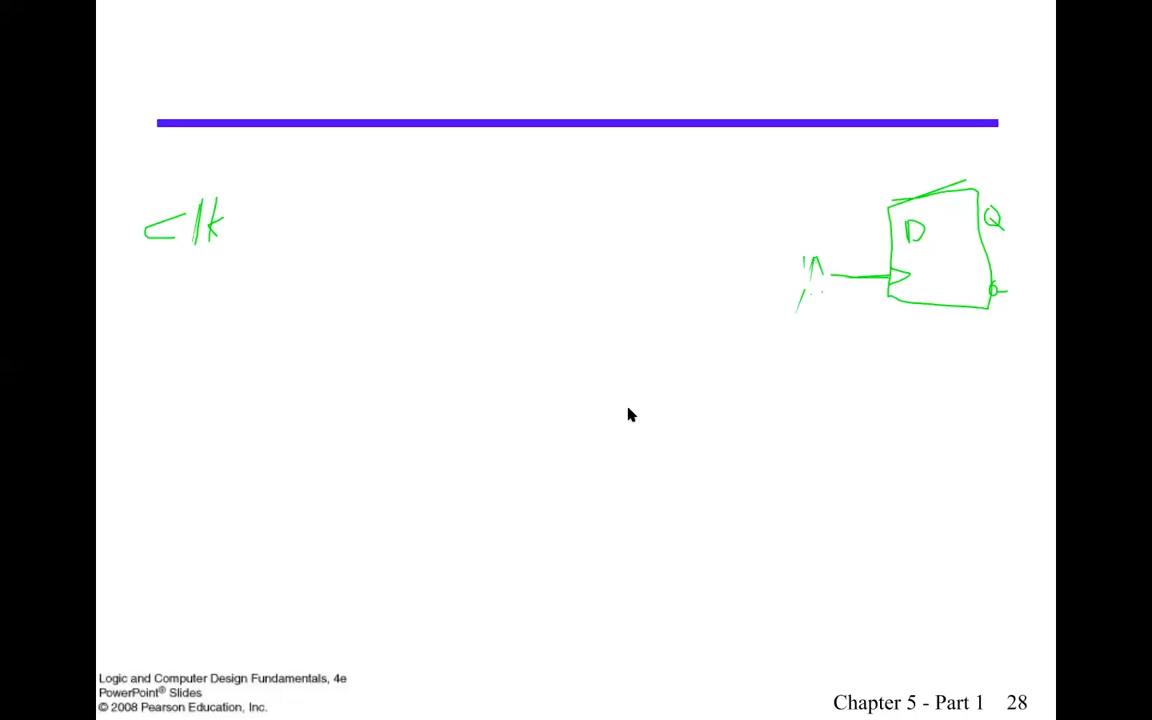 clk
D
Q
Logic and Computer Design Fundamentals, 4e
PowerPoint® Slides
© 2008 Pearson Education, Inc.
Chapter 5 - Part 1 28